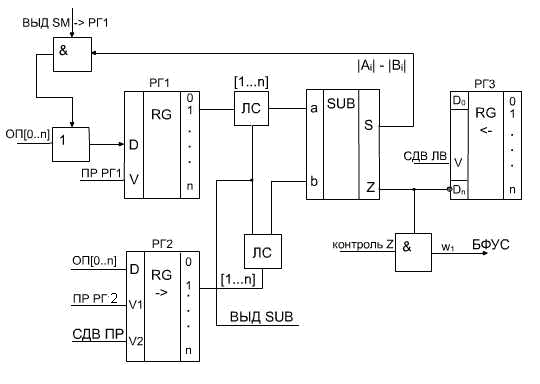 ВЫД SM -> РГ1
&
|Ai| - |Bi|
РГ1
[1...n]
РГ3
RG
0
1
.
.
.
n
D
V
ЛС
a
SUB
S
b
Z
D0
RG
<-
0
1
.
.
.
n
V
Dn
СДВ ЛВ
ОП[0..n]
1
ПР РГ1
РГ2
ОП[0..n]
D
RG
->
0
1
.
.
.
n
ПР РГ2
V1
СДВ ПР
V2
ЛС
[1...n]
ВЫД SUB
контроль Z
&
w1
БФУС